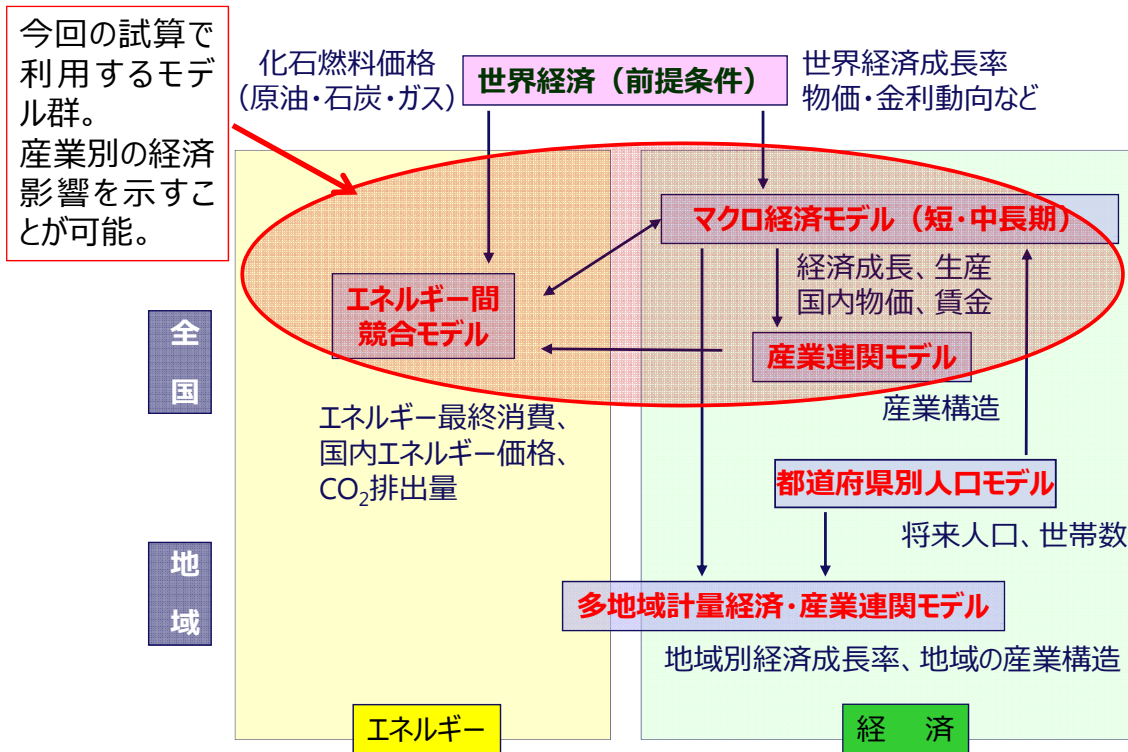 今回の試算で
利用するモデ
ル群。
産業別の経済
影響を示すこ
とが可能。
化石燃料価格
（原油・石炭・ガス）
世界経済（前提条件）
世界経済成長率
物価・金利動向など
マクロ経済モデル（短・中長期）
経済成長、生産
国内物価、賃金
エネルギー間
競合モデル
産業連関モデル
産業構造
全
国
エネルギー最終消費、
国内エネルギー価格、
CO₂排出量
都道府県別人口モデル
将来人口、世帯数
地
域
多地域計量経済・産業連関モデル
地域別経済成長率、地域の産業構造
エネルギー
経　済